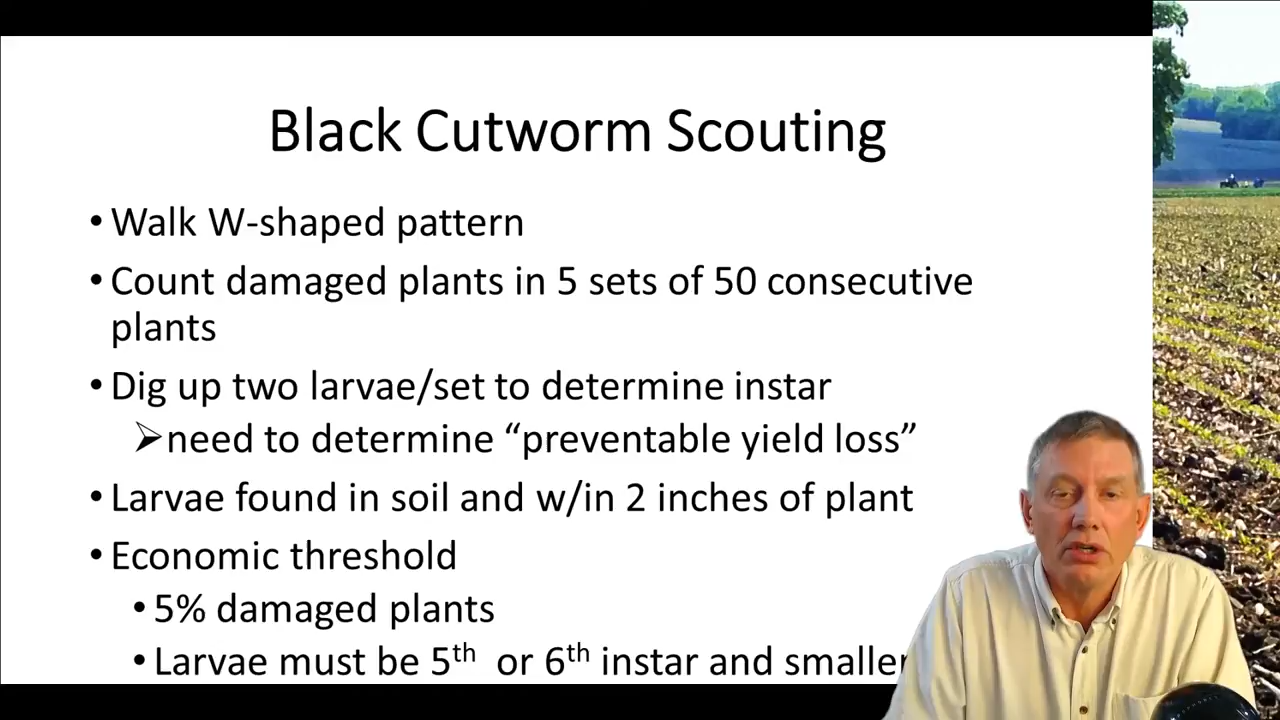 Black Cutworm Scouting
• Walk W-shaped pattern
• Count damaged plants in 5 sets of 50 consecutive
plants
• Dig up two larvae/set to determine instar
➢need to determine “preventable yield loss”
• Larvae found in soil and w/in 2 inches of plant
• Economic threshold
• 5% damaged plants
• Larvae must be 5th or 6th instar and smaller